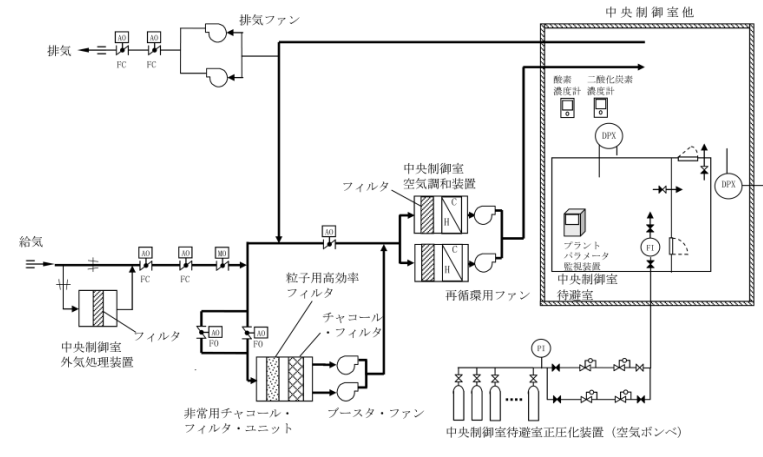 中央制御室他
排気ファン
排気
AO
AO
FC
FC
酸素
濃度計
二酸化炭素
濃度計
DPX
DPX
中央制御室
空気調和装置
フィルタ
C
H
C
H
FI
プラント
パラメータ
監視装置
中央制御室
待避室
給気
AO
AO
MO
AO
FC
FC
再循環用ファン
粒子用高効率
フィルタ
チャコール
・フィルタ
フィルタ
AO
AO
FO
FO
中央制御室
外気処理装置
PI
非常用チャコール・
フィルタ・ユニット
ブースタ・ファン
中央制御室待避室正圧化装置（空気ボンベ）